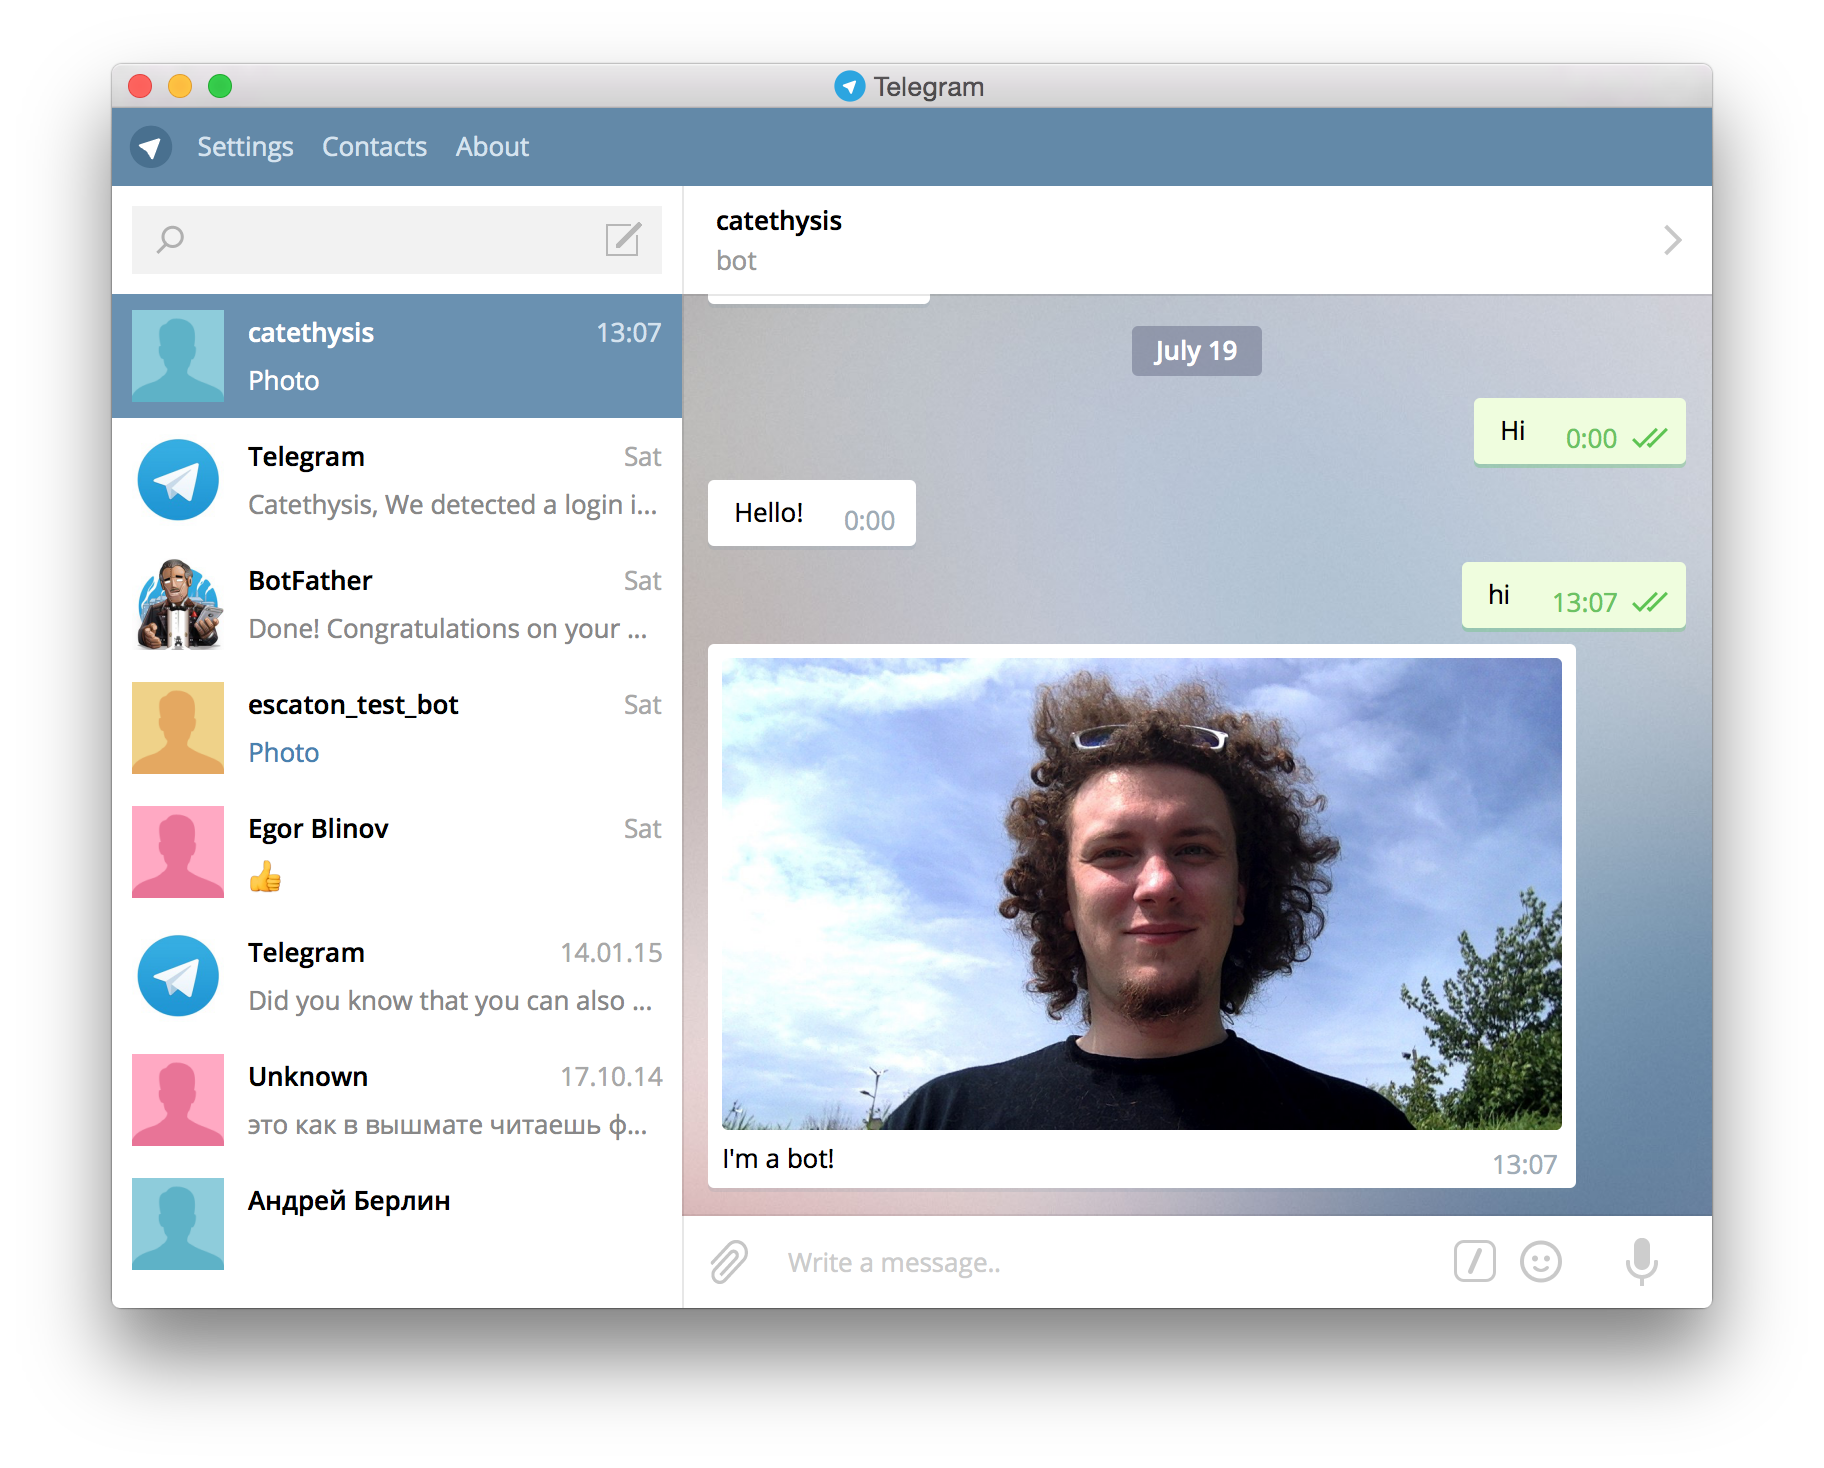 Telegram
Settings Contacts About
catethysis 13:07
Photo
Telegram Sat
Catethysis, We detected a login i...
BotFather Sat
Done! Congratulations on your ...
escaton_test_bot Sat
Photo
Egor Blinov Sat
Telegram 14.01.15
Did you know that you can also ...
Unknown 17.10.14
это как в вышмате читаешь ф...
Андрей Берлин
catethysis
bot
July 19
Hi 0:00
Hello! 0:00
hi 13:07
I'm a bot!
13:07
Write a message..